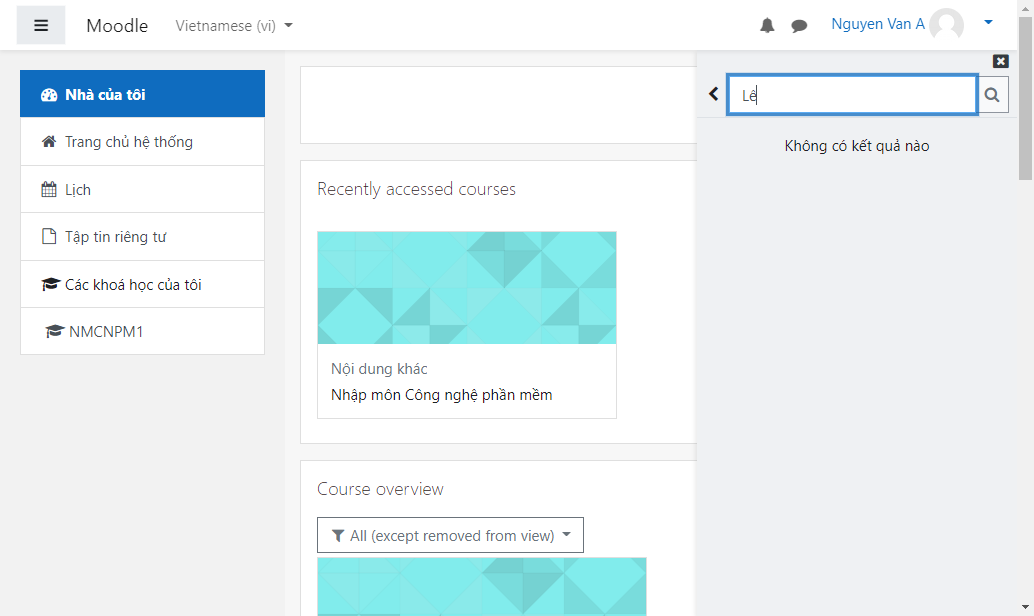 Moodle
Vietnamese (vi)
Nguyen Van A
Nhà của tôi
Trang chủ hệ thống
Lịch
Tập tin riêng tư
Các khoá học của tôi
NMCNPM1
Recently accessed courses
Nội dung khác
Nhập môn Công nghệ phần mềm
Course overview
All (except removed from view)
Lê
Không có kết quả nào